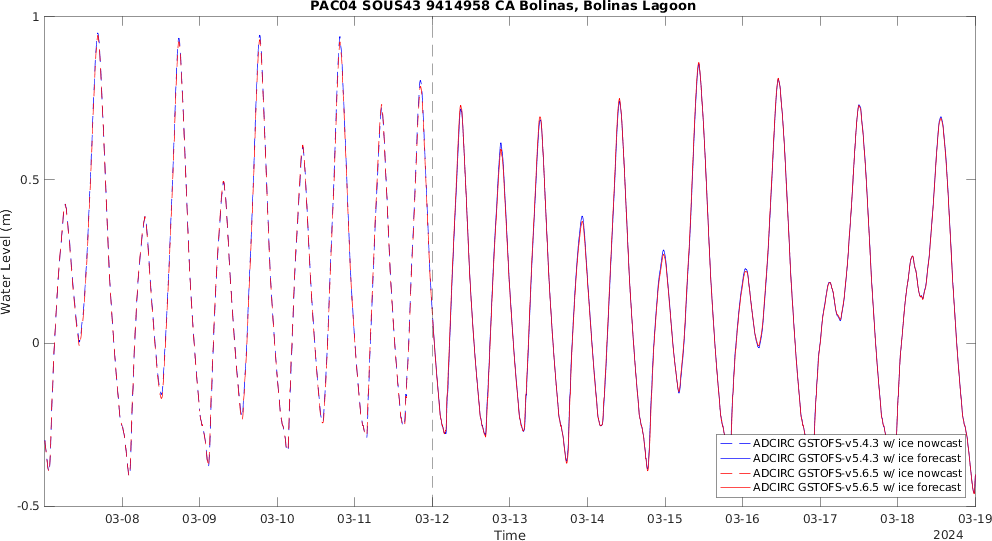 PAC04 SOUS43 9414958 CA Bolinas, Bolinas Lagoon
1
0.5
0
-0.5
Water Level (m)
03-08 03-09 03-10 03-11 03-12 03-13 03-14 03-15 03-16 03-17 03-18 03-19
Time
2024
ADCIRC GSTOFS-v5.4.3 w/ ice nowcast
ADCIRC GSTOFS-v5.4.3 w/ ice forecast
ADCIRC GSTOFS-v5.6.5 w/ ice nowcast
ADCIRC GSTOFS-v5.6.5 w/ ice forecast